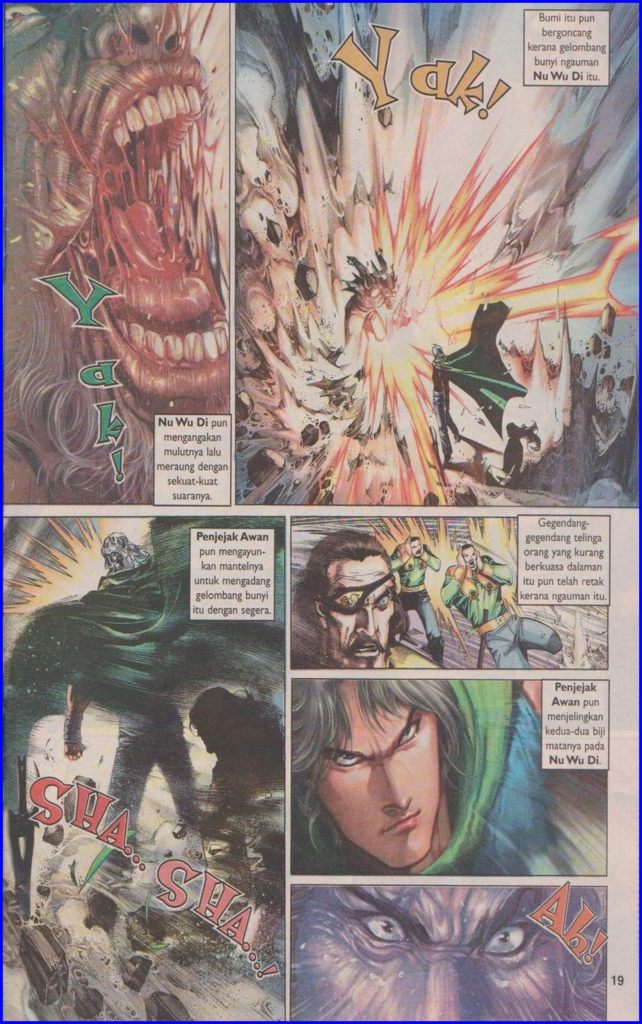 Yak!
Nu Wu Di pun
mengangakan
mulutnya lalu
meraung dengan
sekuat-kuat
suaranya.
Yak!
Bumi itu pun
bergoncang
kerana gelombang
bunyi ngauman
Nu Wu Di itu.
Penjejak Awan
pun mengayun-
kan mantelnya
untuk mengadang
gelombang bunyi
itu dengan segera.
SHA...
SHA...!
Gegendang-
gegendang telinga
orang yang kurang
berkuasa dalaman
itu pun telah retak
kerana ngauman itu.
Penjejak
Awan pun
menjelingkan
kedua-dua biji
matanya pada
Nu Wu Di.
Ah!
19